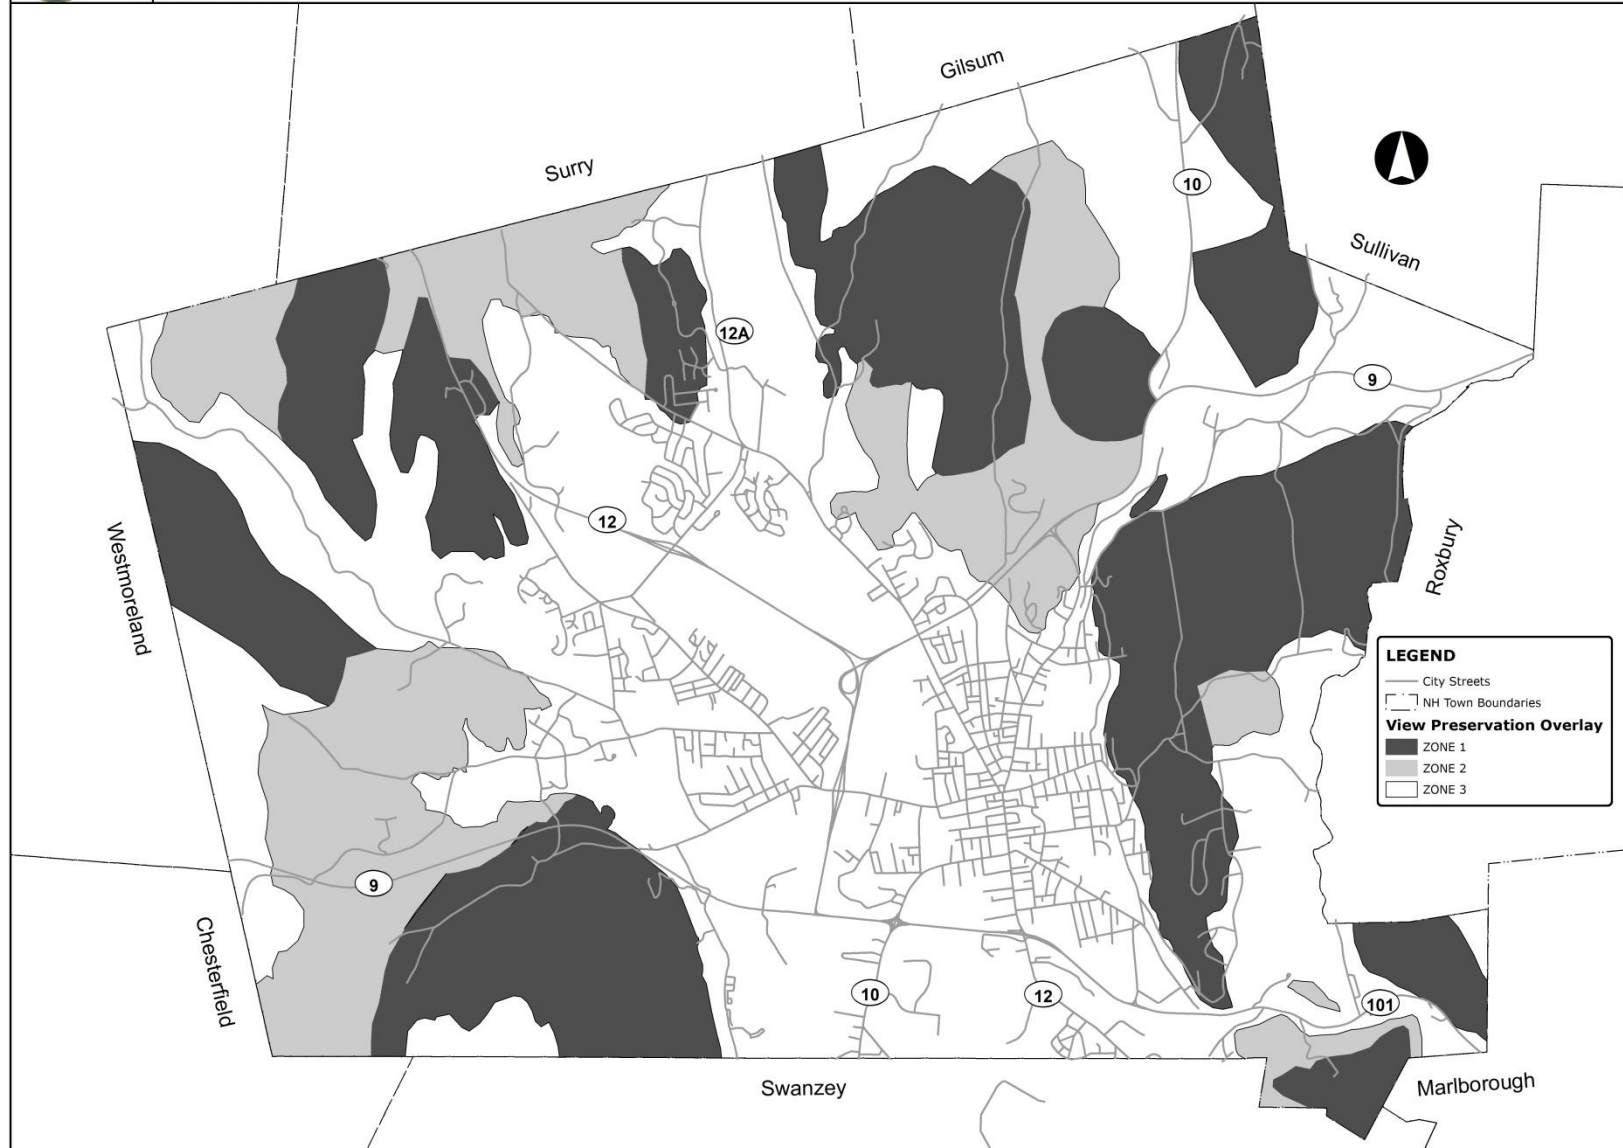 Gilsum
Surry
10
Sullivan
12A
9
12
Westmoreland
Roxbury
LEGEND
City Streets
NH Town Boundaries
View Preservation Overlay
ZONE 1
ZONE 2
ZONE 3
9
Chesterfield
10
12
101
Swanzey
Marlborough